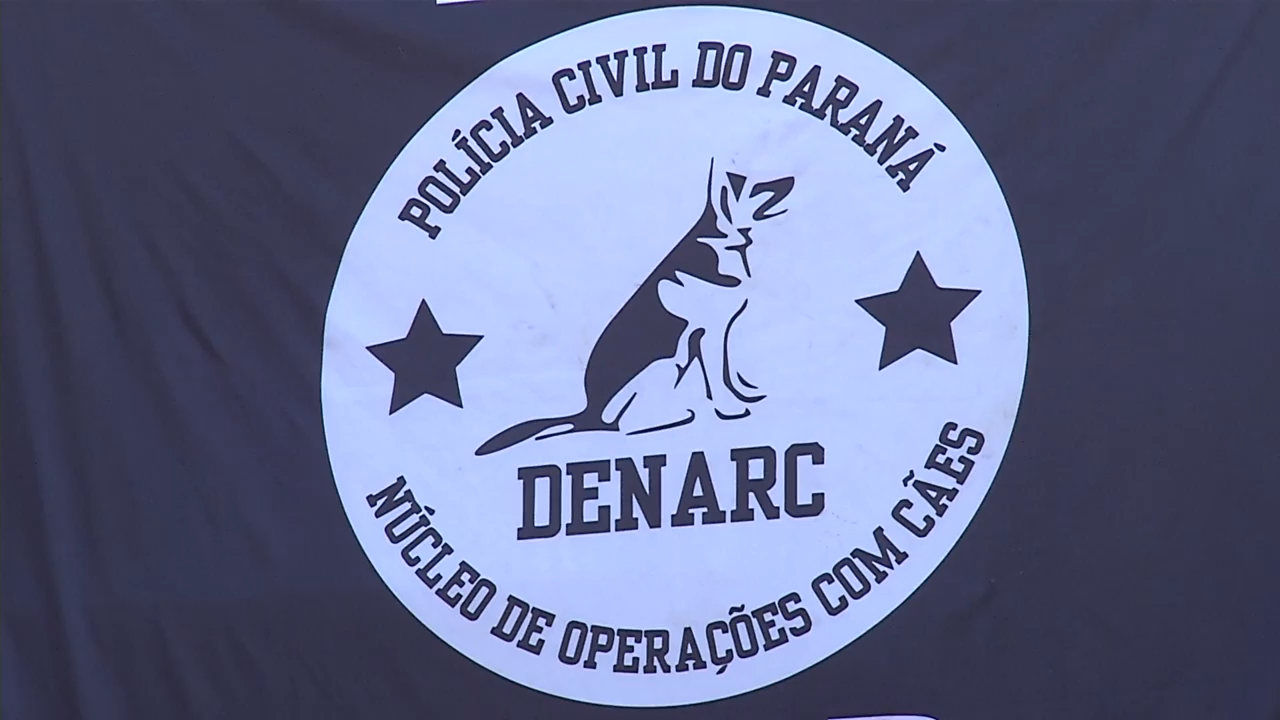 POLÍCIA CIVIL DO PARANÁ
DENARC
NÚCLEO DE OPERAÇÕES COM CÃES